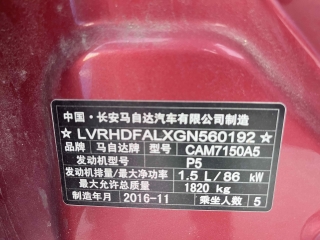 中国·长安马自达汽车有限公司制造
★LVRHDFALXGN560192★
品牌 马自达牌 型号 CAM7150A5
发动机型号 P5
发动机排量/最大净功率 1.5L/86 kW
最大允许总质量 1820 kg
制造年月 2016-11 乘坐人数 5